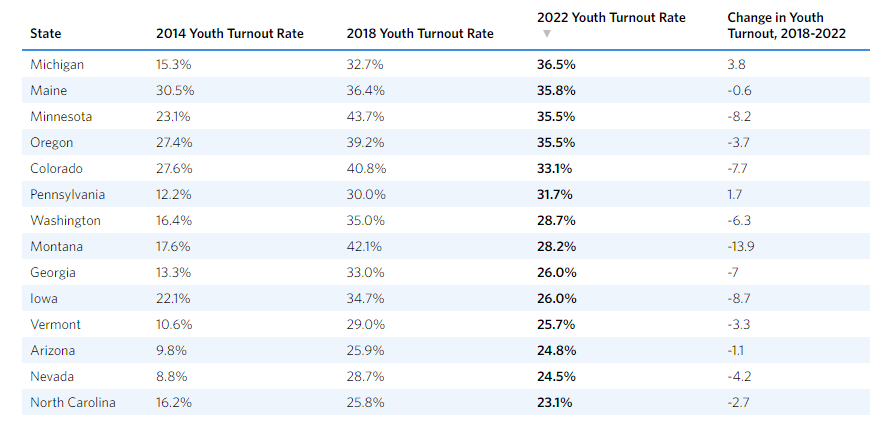 State 2014 Youth Turnout Rate 2018 Youth Turnout Rate 2022 Youth Turnout Rate Change in Youth
Turnout, 2018-2022
Michigan 15.3% 32.7% 36.5% 3.8
Maine 30.5% 36.4% 35.8% -0.6
Minnesota 23.1% 43.7% 35.5% -8.2
Oregon 27.4% 39.2% 35.5% -3.7
Colorado 27.6% 40.8% 33.1% -7.7
Pennsylvania 12.2% 30.0% 31.7% 1.7
Washington 16.4% 35.0% 28.7% -6.3
Montana 17.6% 42.1% 28.2% -13.9
Georgia 13.3% 33.0% 26.0% -7
Iowa 22.1% 34.7% 26.0% -8.7
Vermont 10.6% 29.0% 25.7% -3.3
Arizona 9.8% 25.9% 24.8% -1.1
Nevada 8.8% 28.7% 24.5% -4.2
North Carolina 16.2% 25.8% 23.1% -2.7